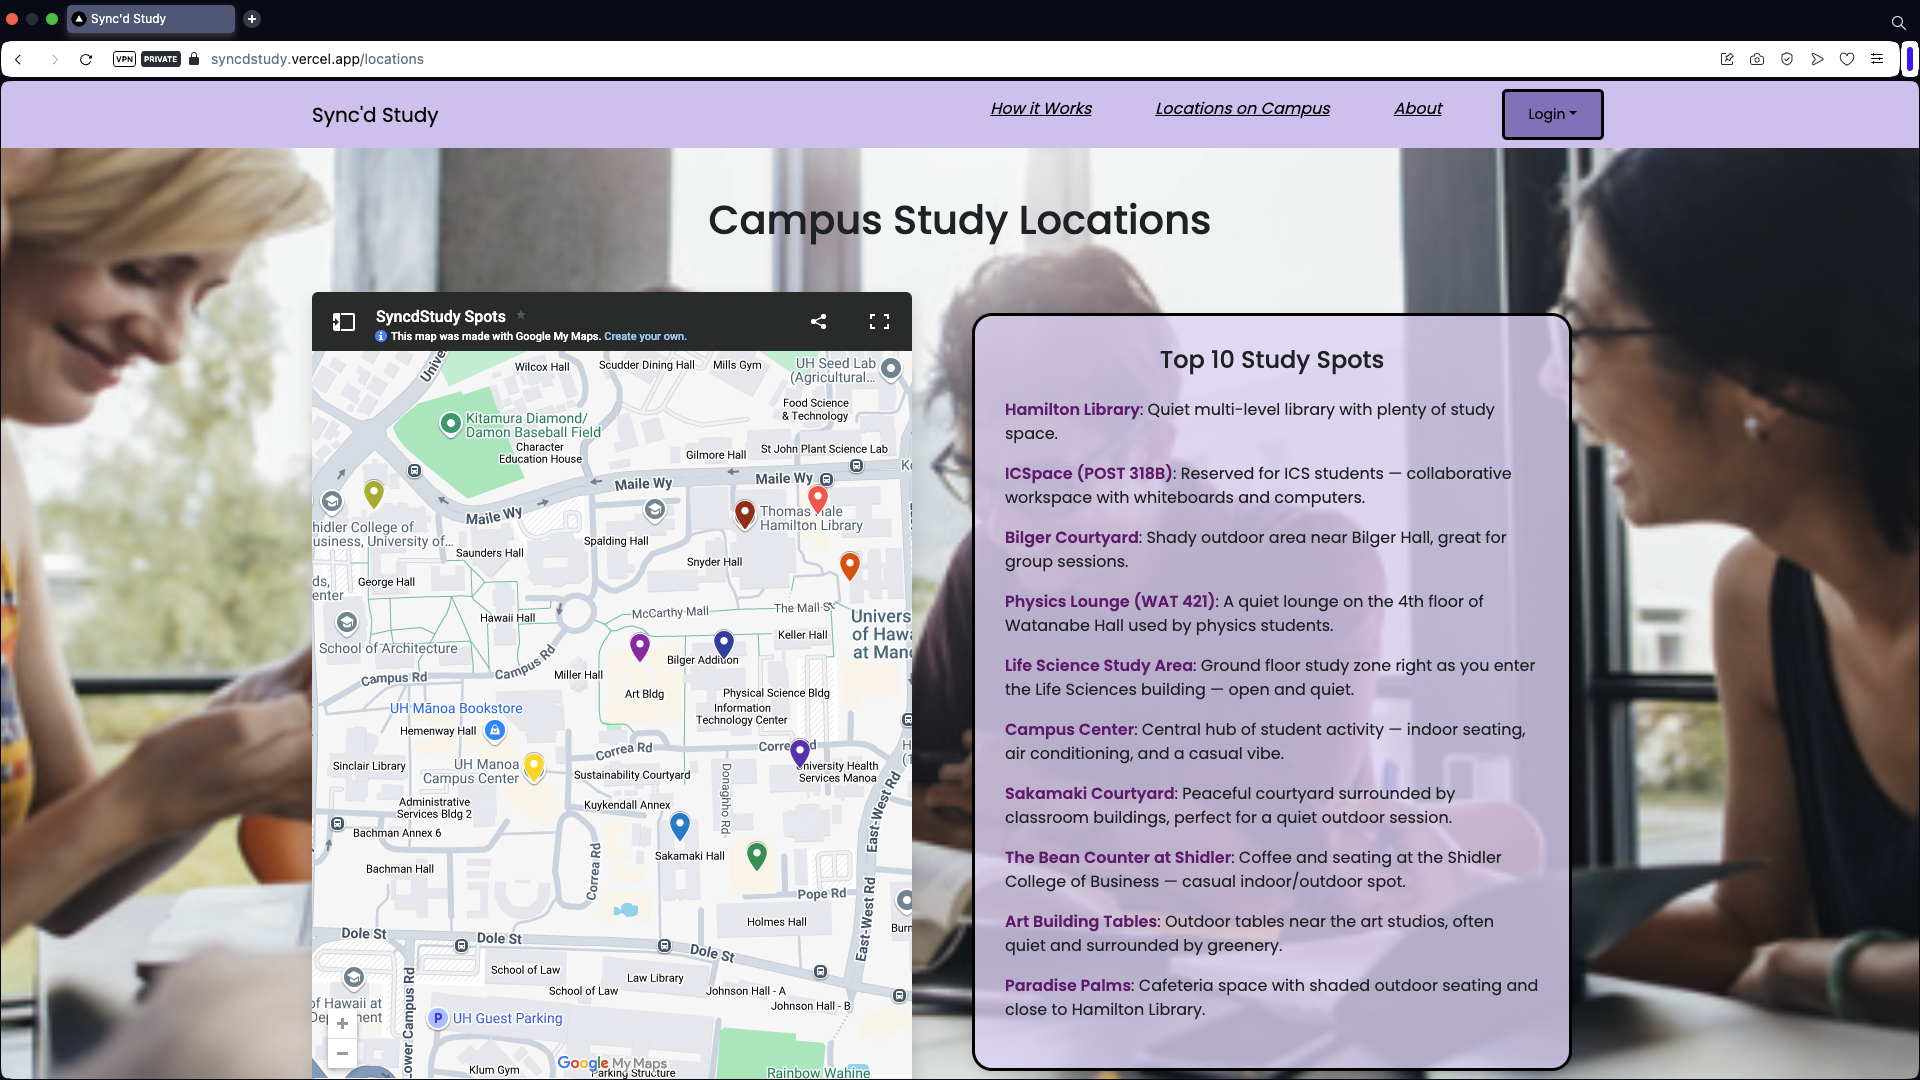 Sync'd Study
VPN PRIVATE syncdstudy.vercel.app/locations
Sync'd Study
How it Works
Locations on Campus
About
Login
Campus Study Locations
SyncdStudy Spots
This map was made with Google My Maps. Create your own.
Wilcox Hall
Scudder Dining Hall
Mills Gym
UH Seed Lab
(Agricultural...
Food Science
& Technology
Kitamura Diamond/
Damon Baseball Field
Character
Education House
Gilmore Hall
St John Plant Science Lab
Maile Wy
Maile Wy
Maile Wy
Thomas Hale
Hamilton Library
hidler College of
usiness, University of...
Saunders Hall
Spalding Hall
Snyder Hall
George Hall
ds,
enter
McCarthy Mall
The Mall St
Hawaii Hall
Keller Hall
Univers
of Hawa
at Mano
School of Architecture
Campus Rd
Campus Rd
Miller Hall
Bilger Addition
Art Bldg
Physical Science Bldg
Information
Technology Center
UH Mānoa Bookstore
Hemenway Hall
Correa Rd
Sinclair Library
UH Manoa
Campus Center
Sustainability Courtyard
University Health
Services Manoa
Donaghho Rd
East-West Rd
Administrative
Services Bldg 2
Kuykendall Annex
Bachman Annex 6
Sakamaki Hall
Bachman Hall
Correa Rd
Pope Rd
East-West Rd
Holmes Hall
Burn
Dole St
Dole St
Dole St
School of Law
Law Library
School of Law
Johnson Hall - A
Johnson Hall - B
of Hawaii at
Lower Campus Rd
P UH Guest Parking
Google My Maps
Klum Gym
Parking Structure
Rainbow Wahine
Top 10 Study Spots
Hamilton Library: Quiet multi-level library with plenty of study
space.
ICSpace (POST 318B): Reserved for ICS students — collaborative
workspace with whiteboards and computers.
Bilger Courtyard: Shady outdoor area near Bilger Hall, great for
group sessions.
Physics Lounge (WAT 421): A quiet lounge on the 4th floor of
Watanabe Hall used by physics students.
Life Science Study Area: Ground floor study zone right as you enter
the Life Sciences building — open and quiet.
Campus Center: Central hub of student activity — indoor seating,
air conditioning, and a casual vibe.
Sakamaki Courtyard: Peaceful courtyard surrounded by
classroom buildings, perfect for a quiet outdoor session.
The Bean Counter at Shidler: Coffee and seating at the Shidler
College of Business — casual indoor/outdoor spot.
Art Building Tables: Outdoor tables near the art studios, often
quiet and surrounded by greenery.
Paradise Palms: Cafeteria space with shaded outdoor seating and
close to Hamilton Library.